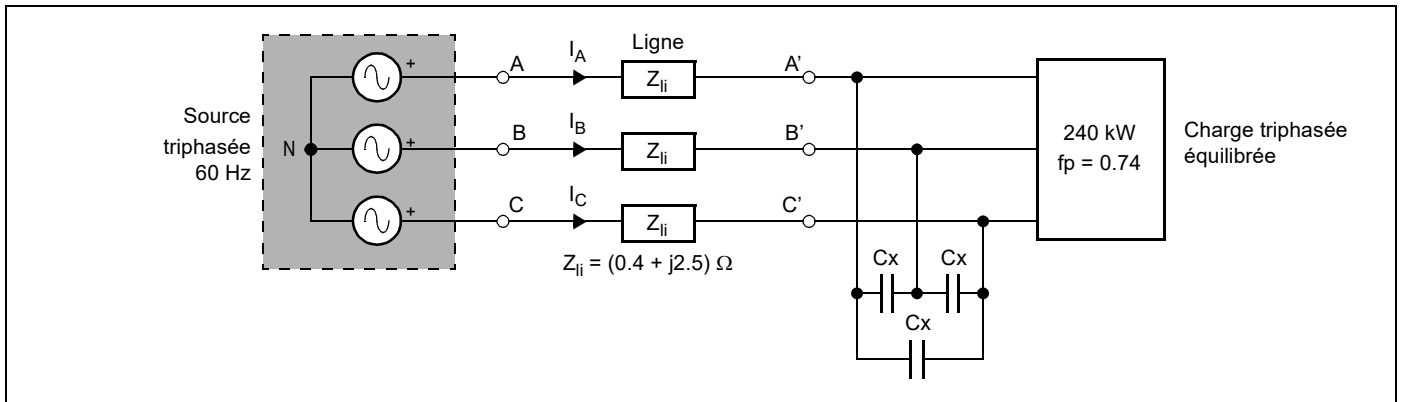 Source
triphasée
60 Hz
N
+
+
+
A
B
C
I_A
I_B
I_C
Ligne
Z_li
Z_li
Z_li
Z_li = (0.4 + j2.5) Ω
A'
B'
C'
Cx
Cx
Cx
240 kW
fp = 0.74
Charge triphasée
équilibrée